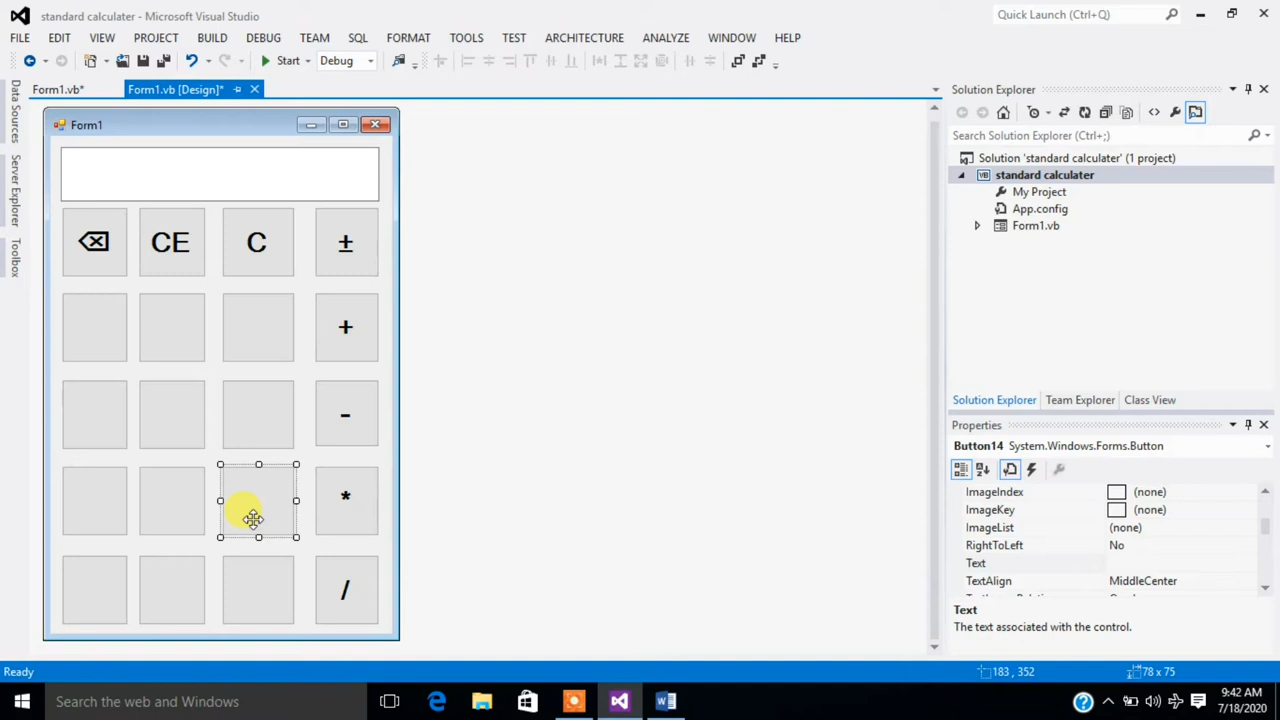 standard calculater - Microsoft Visual Studio
Quick Launch (Ctrl+Q)
FILE EDIT VIEW PROJECT BUILD DEBUG TEAM SQL FORMAT TOOLS TEST ARCHITECTURE ANALYZE WINDOW HELP
Start Debug
Form1.vb* Form1.vb [Design]*
Data Sources
Server Explorer
Toolbox
Form1
⌫ CE C ±
+
-
*
/
Solution Explorer
Search Solution Explorer (Ctrl+;)
Solution 'standard calculater' (1 project)
VB standard calculater
My Project
App.config
Form1.vb
Solution Explorer Team Explorer Class View
Properties
Button14 System.Windows.Forms.Button
ImageIndex (none)
ImageKey (none)
ImageList (none)
RightToLeft No
Text
TextAlign MiddleCenter
Text
The text associated with the control.
Ready
183 , 352
78 x 75
Search the web and Windows
9:42 AM
7/18/2020